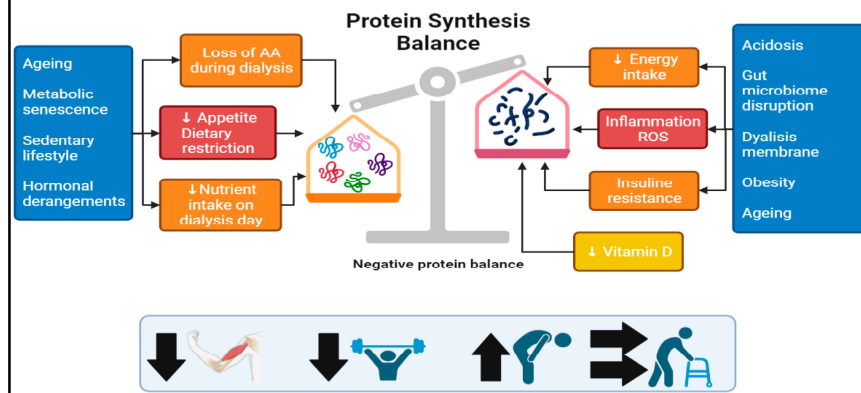 Protein Synthesis
Balance
Ageing
Metabolic
senescence
Sedentary
lifestyle
Hormonal
derangements
Loss of AA
during dialysis
↓ Appetite
Dietary
restriction
↓Nutrient
intake on
dialysis day
↓ Energy
intake
Inflammation
ROS
Insuline
resistance
↓ Vitamin D
Acidosis
Gut
microbiome
disruption
Dyalisis
membrane
Obesity
Ageing
Negative protein balance